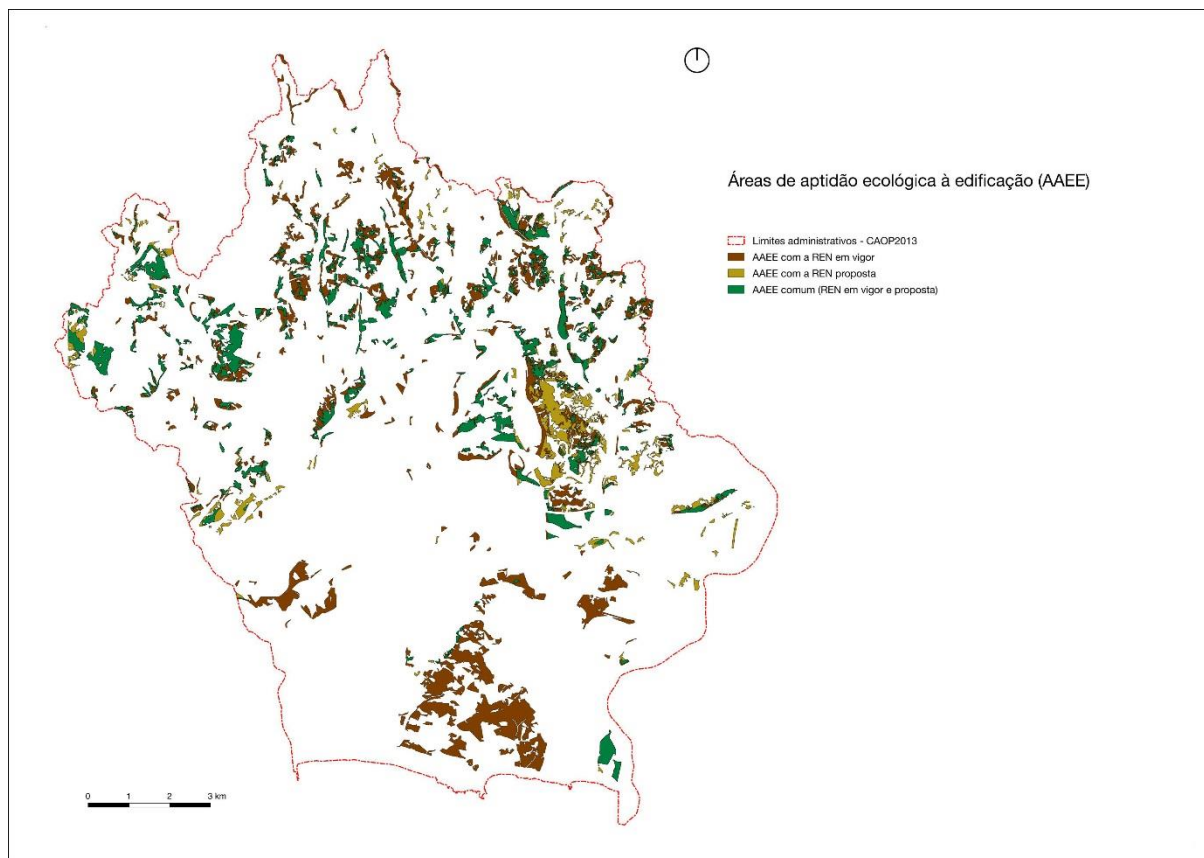 Áreas de aptidão ecológica à edificação (AAEE)
Limites administrativos - CAOP2013
AAEE com a REN em vigor
AAEE com a REN proposta
AAEE comum (REN em vigor e proposta)
0 1 2 3 km